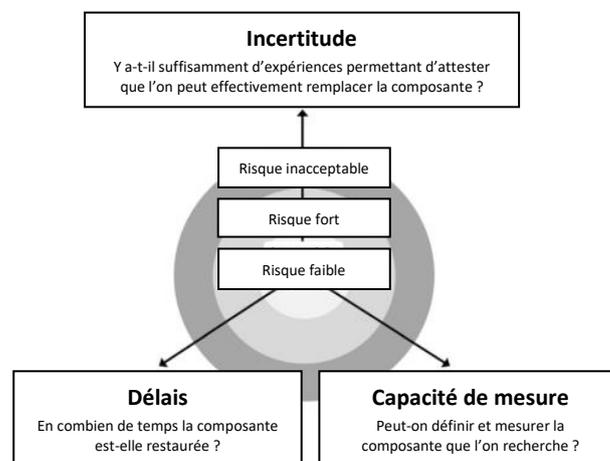 Incertitude
Y a-t-il suffisamment d’expériences permettant d’attester
que l’on peut effectivement remplacer la composante ?
Risque inacceptable
Risque fort
Risque faible
Délais
En combien de temps la composante
est-elle restaurée ?
Capacité de mesure
Peut-on définir et mesurer la
composante que l’on recherche ?